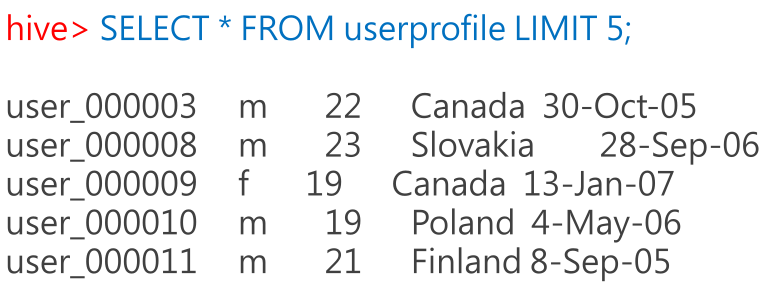 hive> SELECT * FROM userprofile LIMIT 5;
user_000003 m 22 Canada 30-Oct-05
user_000008 m 23 Slovakia 28-Sep-06
user_000009 f 19 Canada 13-Jan-07
user_000010 m 19 Poland 4-May-06
user_000011 m 21 Finland 8-Sep-05